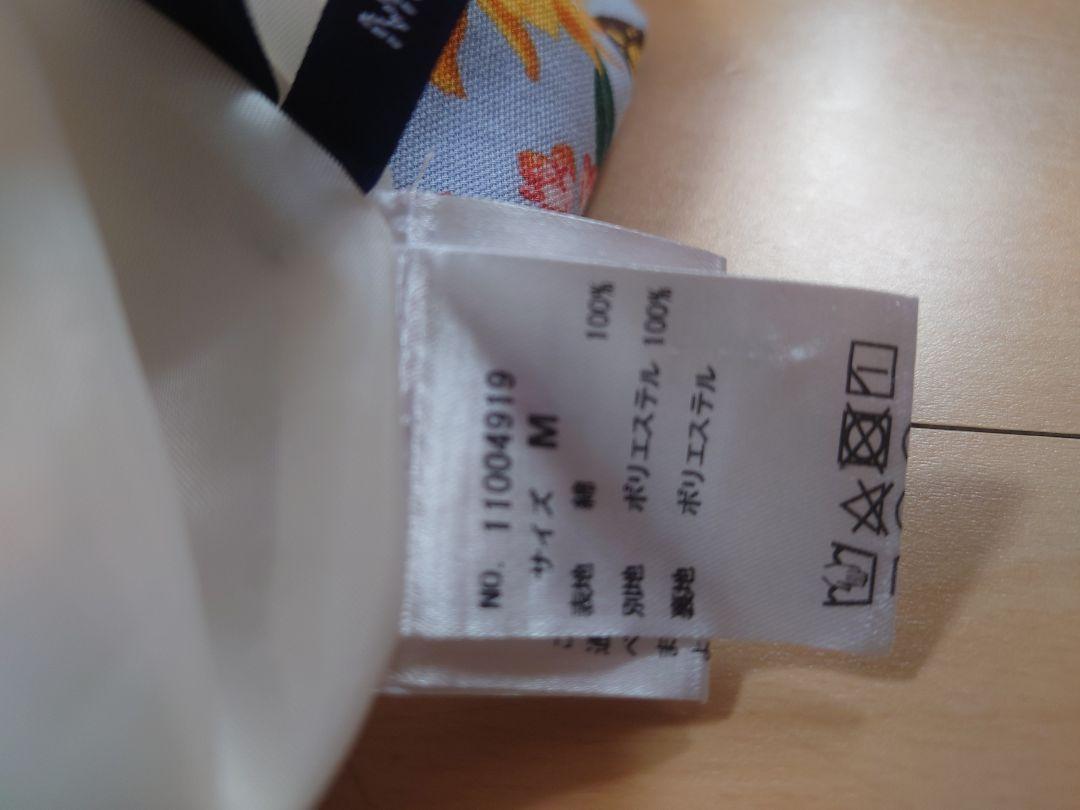 NO. 11004919
サイズ M
表地 綿 100%
別地 ポリエステル 100%
裏地 ポリエステル